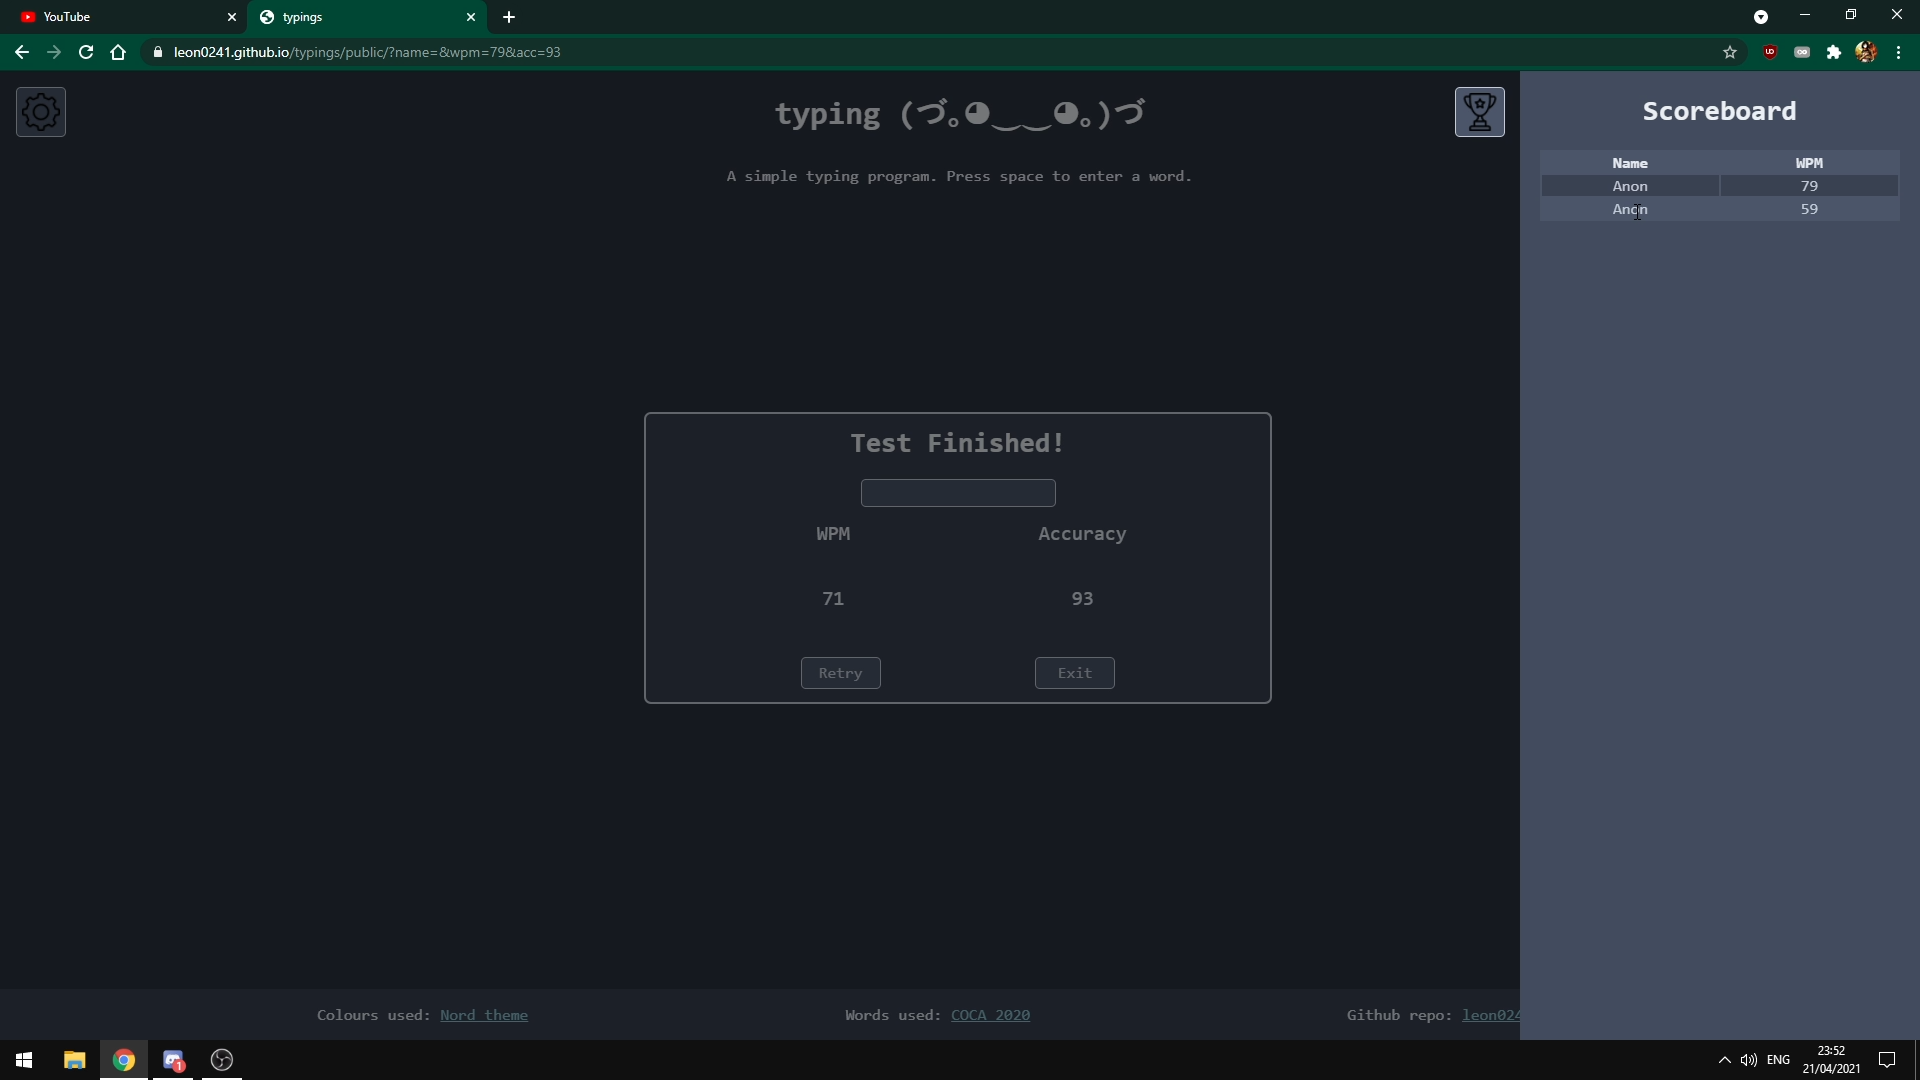 YouTube
typings
leon0241.github.io/typings/public/?name=&wpm=79&acc=93
typing (づ｡◕‿‿◕｡)づ
A simple typing program. Press space to enter a word.
Scoreboard
Name WPM
Anon 79
Anon 59
Test Finished!
WPM Accuracy
71 93
Retry Exit
Colours used: Nord theme Words used: COCA 2020 Github repo: leon024
1
ENG
23:52
21/04/2021